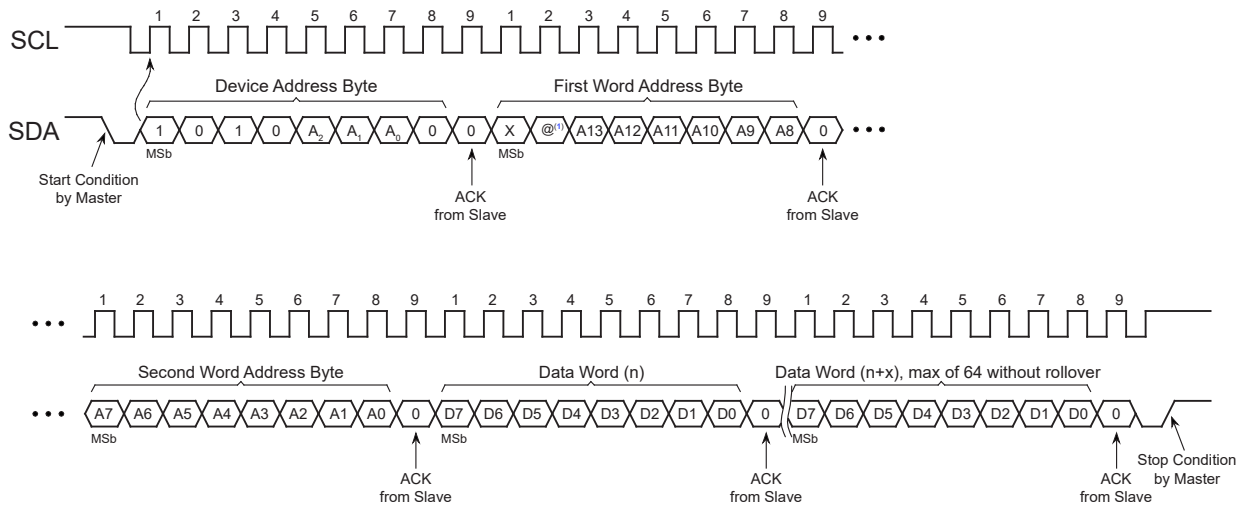 1 2 3 4 5 6 7 8 9 1 2 3 4 5 6 7 8 9
SCL
Device Address Byte First Word Address Byte
SDA 1 0 1 0 A₂ A₁ A₀ 0 0 X @⁽¹⁾ A13 A12 A11 A10 A9 A8 0
MSb MSb
Start Condition
by Master
ACK
from Slave
ACK
from Slave
1 2 3 4 5 6 7 8 9 1 2 3 4 5 6 7 8 9 1 2 3 4 5 6 7 8 9
Second Word Address Byte Data Word (n) Data Word (n+x), max of 64 without rollover
A7 A6 A5 A4 A3 A2 A1 A0 0 D7 D6 D5 D4 D3 D2 D1 D0 0 D7 D6 D5 D4 D3 D2 D1 D0 0
MSb MSb MSb
ACK
from Slave
ACK
from Slave
ACK
from Slave
Stop Condition
by Master